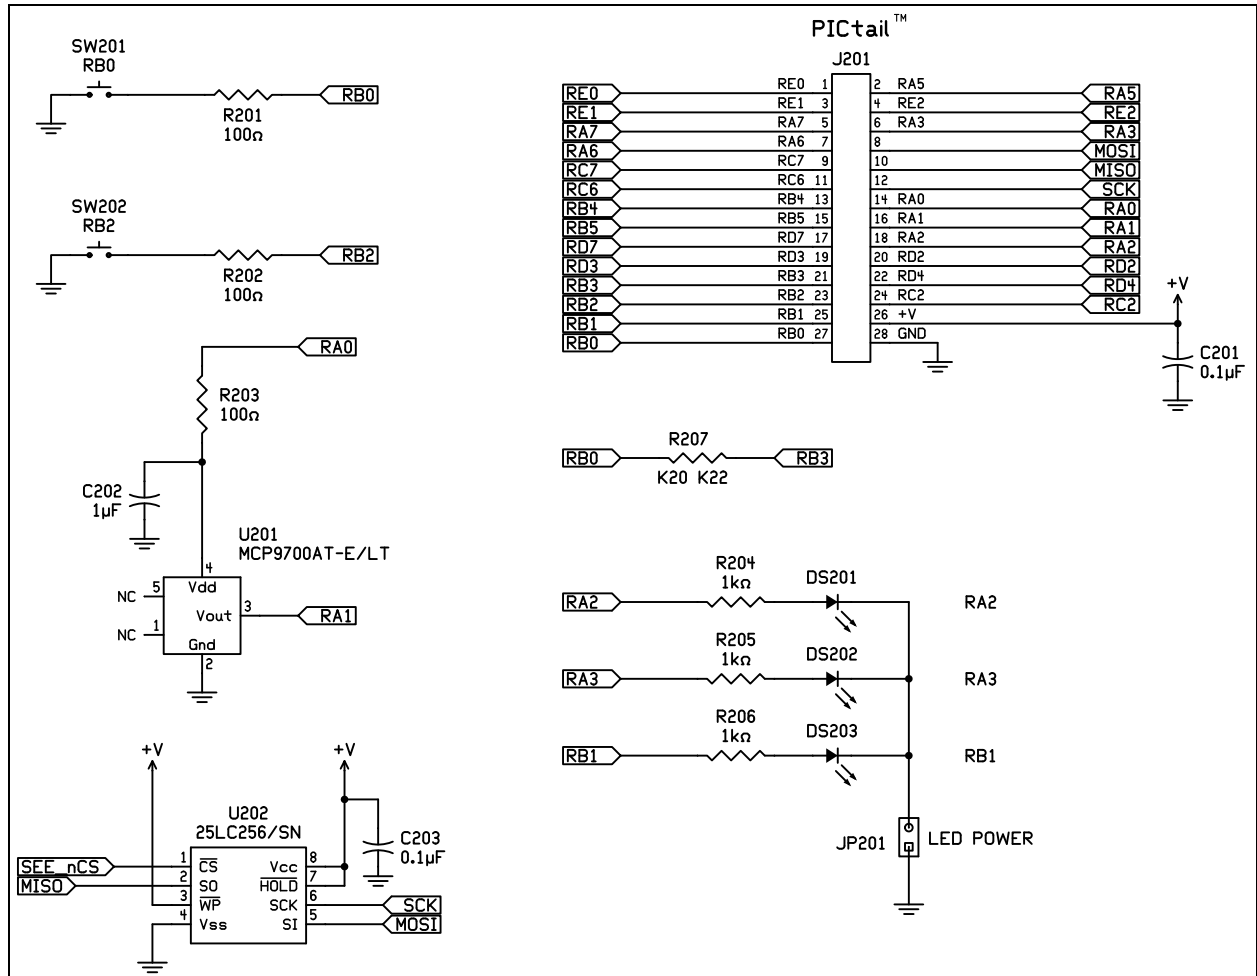 SW201
RB0
RB0
R201
100Ω
SW202
RB2
RB2
R202
100Ω
RA0
R203
100Ω
C202
1µF
U201
MCP9700AT-E/LT
4
Vdd
NC 5
Vout 3 RA1
NC 1
Gnd
2
+V +V
U202
25LC256/SN
C203
0.1µF
SEE_nCS 1 CS Vcc 8
MISO 2 SO HOLD 7
3 WP SCK 6 SCK
4 Vss SI 5 MOSI
PICtail™
J201
RE0 RE0 1 2 RA5 RA5
RE1 RE1 3 4 RE2 RE2
RA7 RA7 5 6 RA3 RA3
RA6 RA6 7 8 MOSI
RC7 RC7 9 10 MISO
RC6 RC6 11 12 SCK
RB4 RB4 13 14 RA0 RA0
RB5 RB5 15 16 RA1 RA1
RD7 RD7 17 18 RA2 RA2
RD3 RD3 19 20 RD2 RD2
RB3 RB3 21 22 RD4 RD4
RB2 RB2 23 24 RC2 RC2
RB1 RB1 25 26 +V
RB0 RB0 27 28 GND
+V
C201
0.1µF
R207
RB0 RB3
K20 K22
R204
1kΩ
DS201
RA2 RA2
R205
1kΩ
DS202
RA3 RA3
R206
1kΩ
DS203
RB1 RB1
JP201 LED POWER